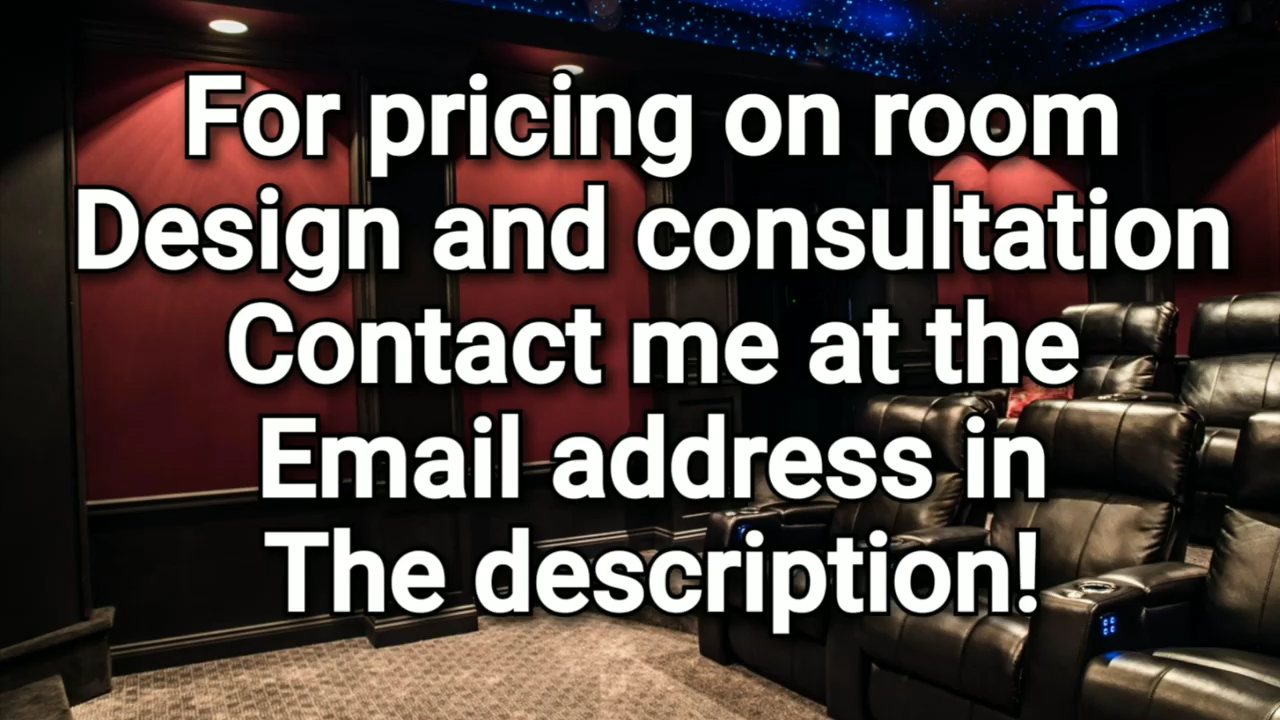 For pricing on room
Design and consultation
Contact me at the
Email address in
The description!